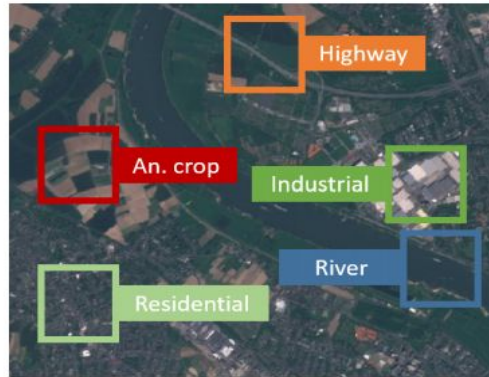 Highway
An. crop
Industrial
River
Residential